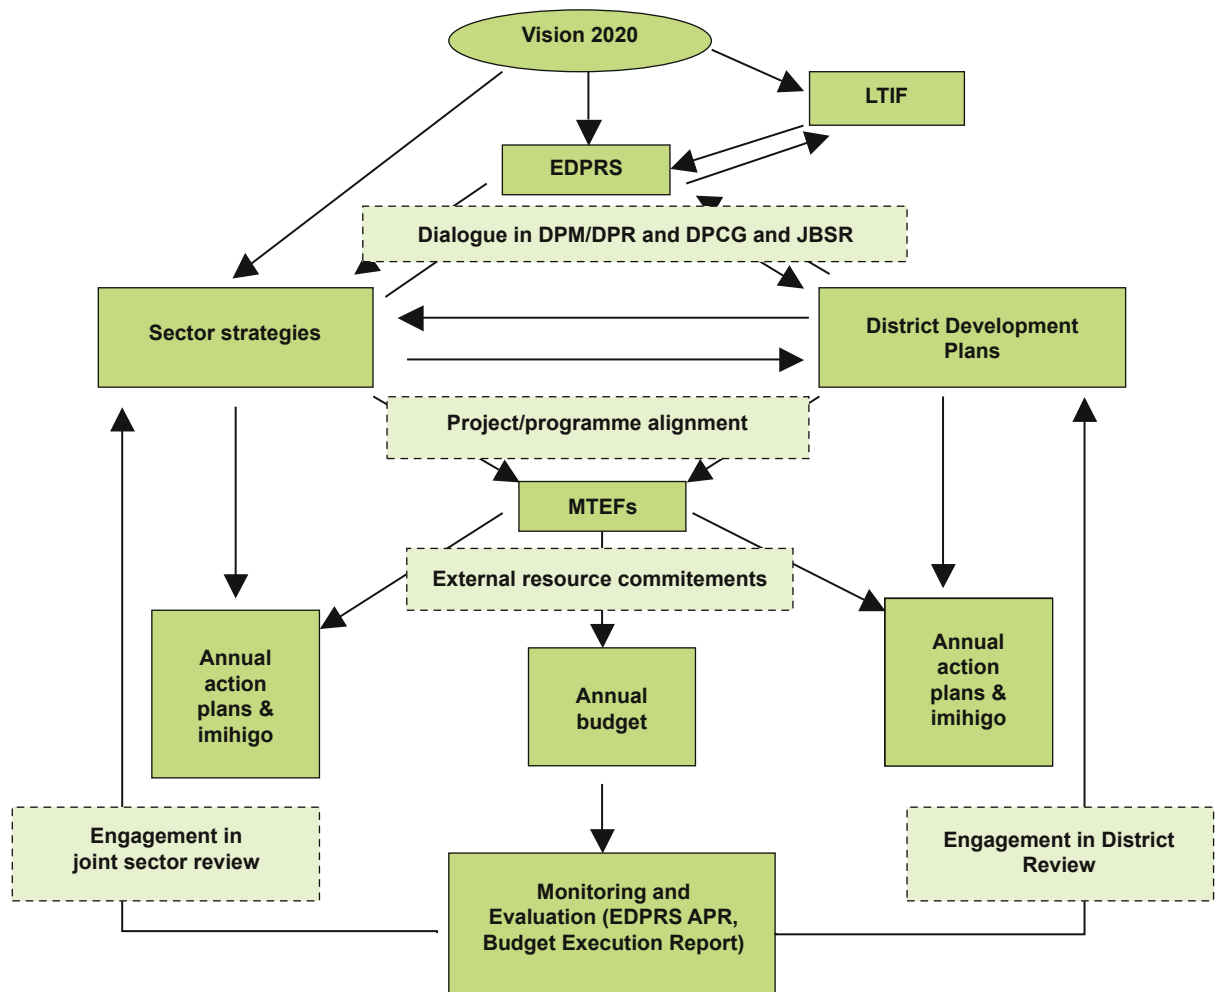 Vision 2020
LTIF
EDPRS
Dialogue in DPM/DPR and DPCG and JBSR
Sector strategies
District Development
Plans
Project/programme alignment
MTEFs
External resource commitements
Annual
action
plans &
imihigo
Annual
budget
Annual
action
plans &
imihigo
Engagement in
joint sector review
Engagement in District
Review
Monitoring and
Evaluation (EDPRS APR,
Budget Execution Report)